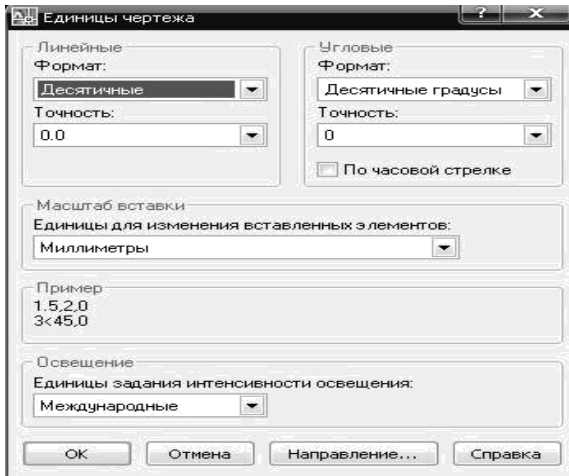 Единицы чертежа
Линейные
Формат:
Десятичные
Точность:
0.0
Угловые
Формат:
Десятичные градусы
Точность:
0
По часовой стрелке
Масштаб вставки
Единицы для изменения вставленных элементов:
Миллиметры
Пример
1.5,2,0
3<45,0
Освещение
Единицы задания интенсивности освещения:
Международные
ОК Отмена Направление... Справка